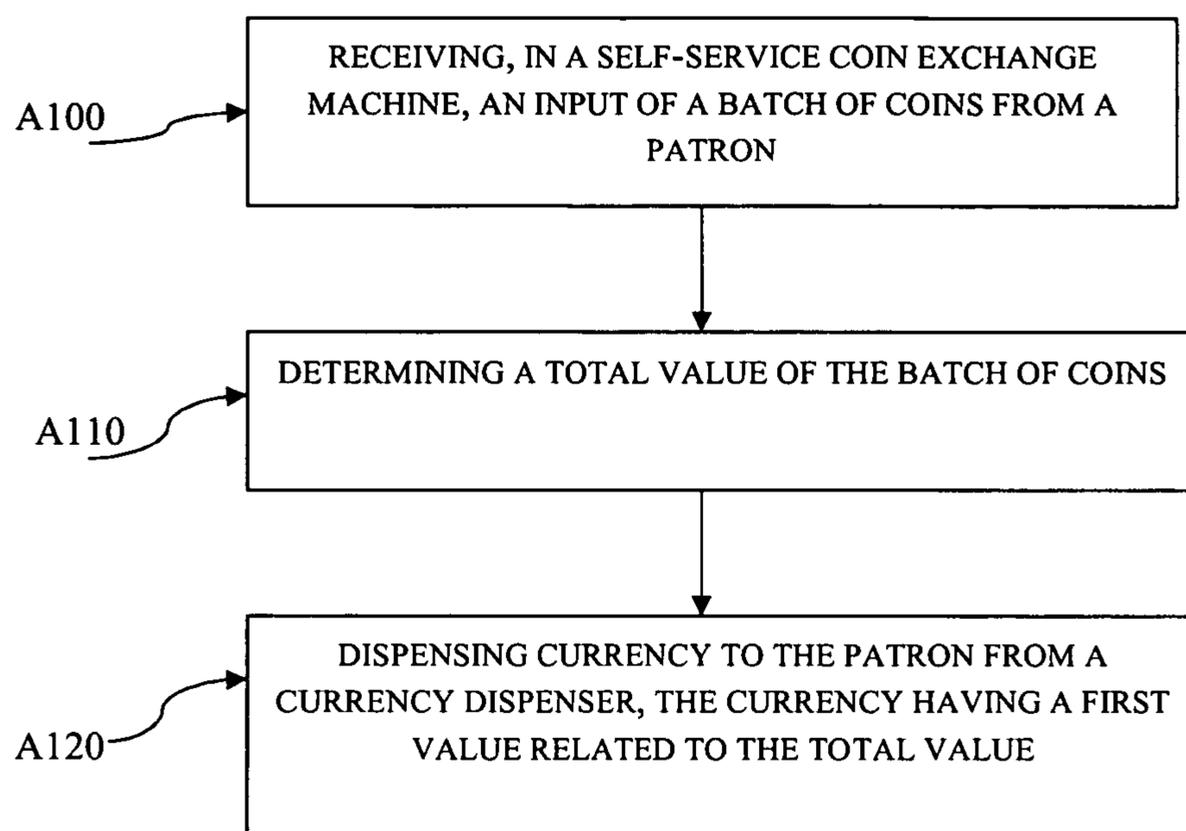 RECEIVING, IN A SELF-SERVICE COIN EXCHANGE
MACHINE, AN INPUT OF A BATCH OF COINS FROM A
PATRON
A100
DETERMINING A TOTAL VALUE OF THE BATCH OF COINS
A110
DISPENSING CURRENCY TO THE PATRON FROM A
CURRENCY DISPENSER, THE CURRENCY HAVING A FIRST
VALUE RELATED TO THE TOTAL VALUE
A120